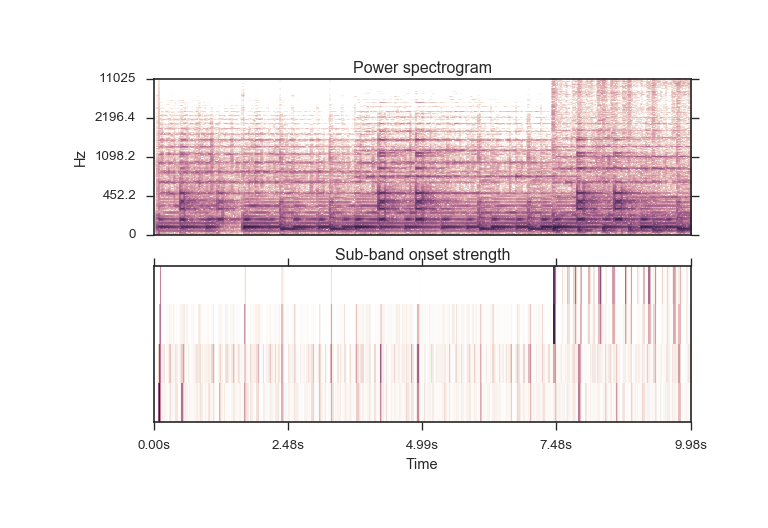 Power spectrogram
11025
2196.4
1098.2
452.2
0
Hz
Sub-band onset strength
0.00s 2.48s 4.99s 7.48s 9.98s
Time